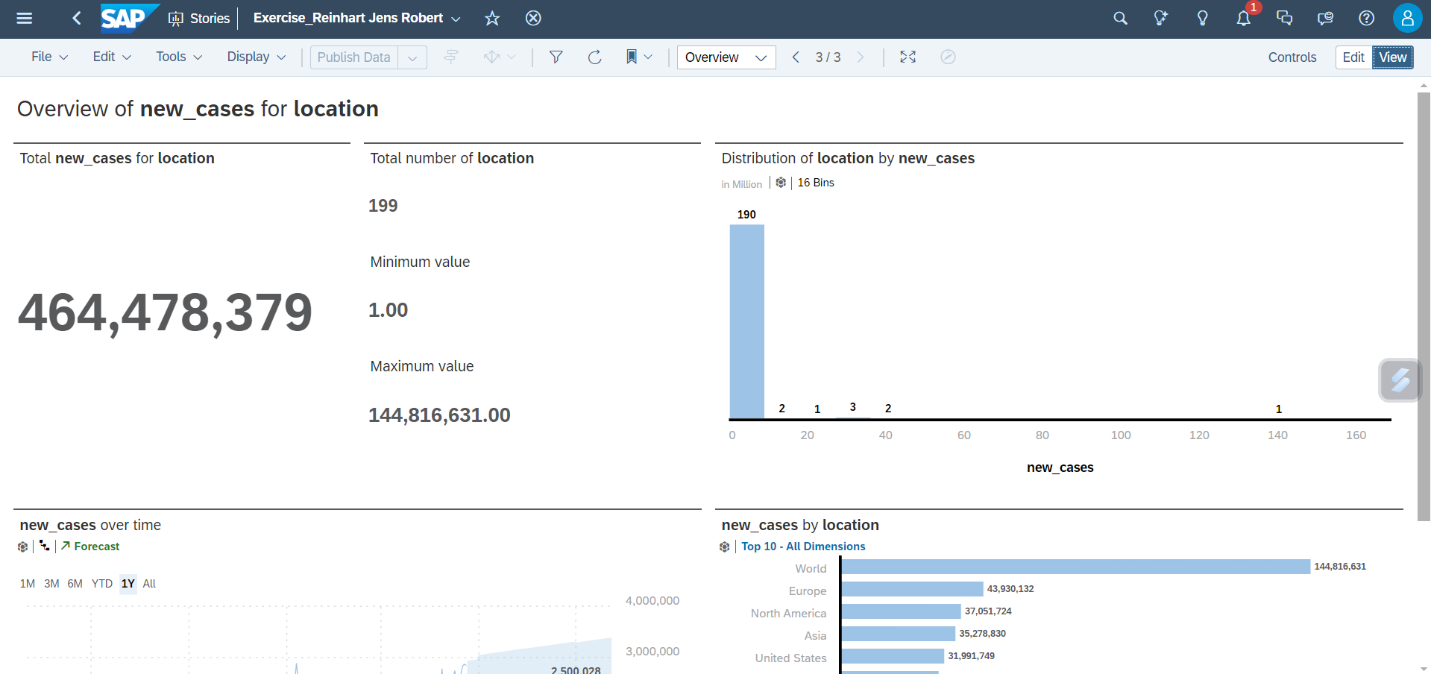 SAP Stories Exercise_Reinhart Jens Robert 1
File Edit Tools Display Publish Data Overview 3 / 3 Controls Edit View
Overview of new_cases for location
Total new_cases for location
464,478,379
Total number of location
199
Minimum value
1.00
Maximum value
144,816,631.00
Distribution of location by new_cases
in Million 16 Bins
190
2 1 3 2 1
0 20 40 60 80 100 120 140 160
new_cases
new_cases over time
Forecast
1M 3M 6M YTD 1Y All
4,000,000
3,000,000
2,500,028
new_cases by location
Top 10 - All Dimensions
World 144,816,631
Europe 43,930,132
North America 37,051,724
Asia 35,278,830
United States 31,991,749